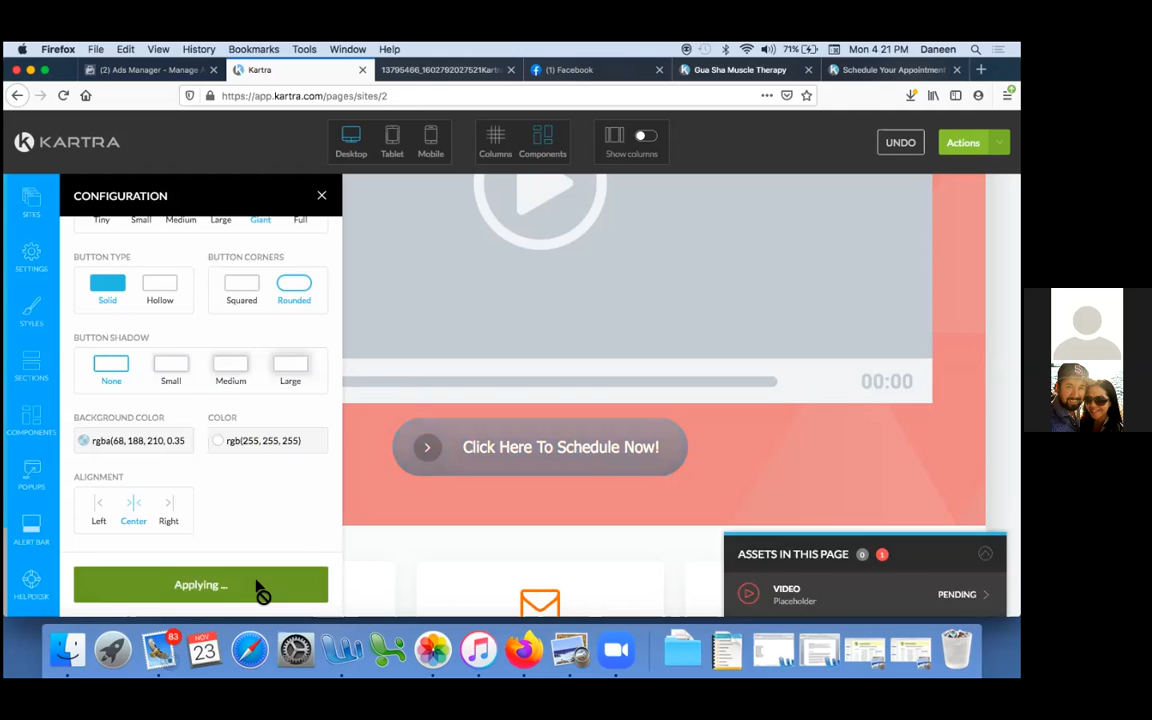 Firefox File Edit View History Bookmarks Tools Window Help 71% Mon 4:21 PM Daneen
(2) Ads Manager - Manage A Kartra 13795466_1602792027521Kartr (1) Facebook Gua Sha Muscle Therapy Schedule Your Appointment
https://app.kartra.com/pages/sites/2
KARTRA Desktop Tablet Mobile Columns Components Show columns UNDO Actions
SITES
SETTINGS
STYLES
SECTIONS
COMPONENTS
POPUPS
ALERT BAR
HELPDESK
CONFIGURATION
Tiny Small Medium Large Giant Full
BUTTON TYPE BUTTON CORNERS
Solid Hollow Squared Rounded
BUTTON SHADOW
None Small Medium Large
BACKGROUND COLOR COLOR
rgba(68, 188, 210, 0.35 rgb(255, 255, 255)
ALIGNMENT
Left Center Right
Applying ...
00:00
Click Here To Schedule Now!
ASSETS IN THIS PAGE 0 1
VIDEO
Placeholder
PENDING
83
NOV
23